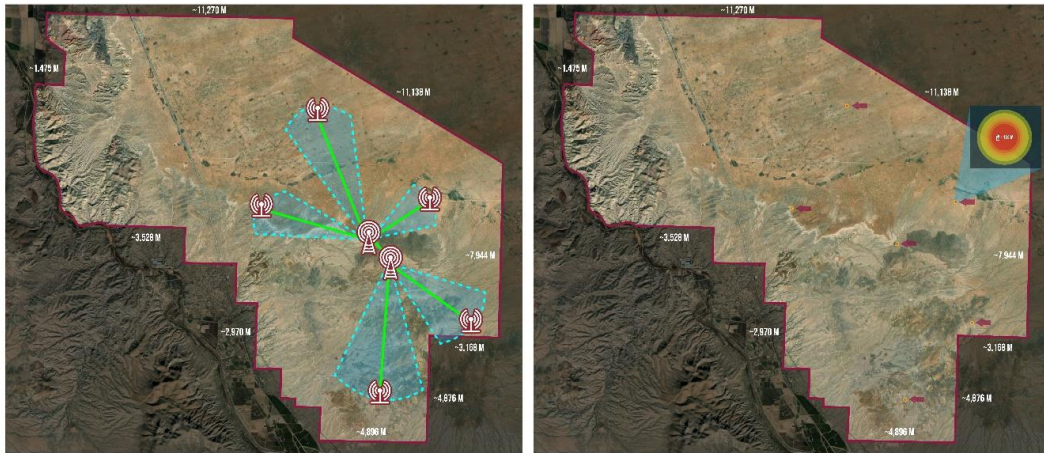 ~11,270 M
~1,475 M
~11,138 M
~3,528 M
~7,944 M
~2,970 M
~3,168 M
~4,876 M
~4,896 M
~11,270 M
~1,475 M
~11,138 M
~3,528 M
~7,944 M
~2,970 M
~3,168 M
~4,876 M
~4,896 M